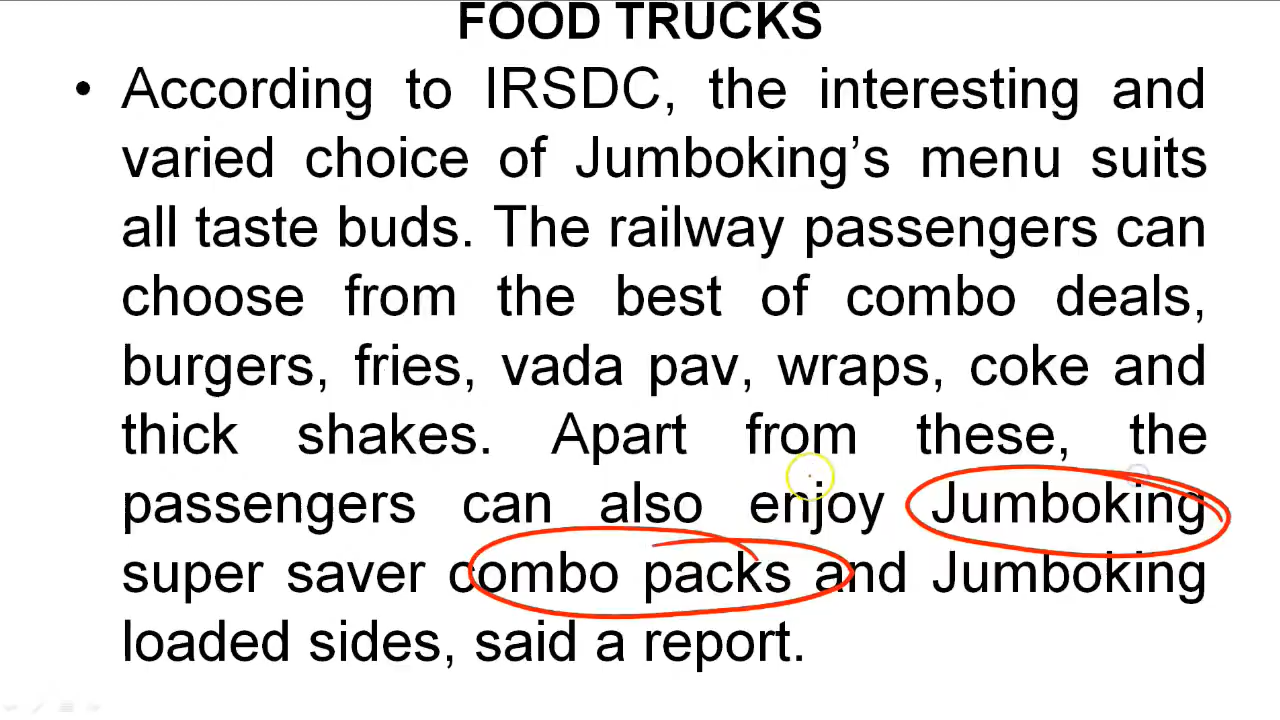 FOOD TRUCKS
• According to IRSDC, the interesting and
varied choice of Jumboking’s menu suits
all taste buds. The railway passengers can
choose from the best of combo deals,
burgers, fries, vada pav, wraps, coke and
thick shakes. Apart from these, the
passengers can also enjoy Jumboking
super saver combo packs and Jumboking
loaded sides, said a report.